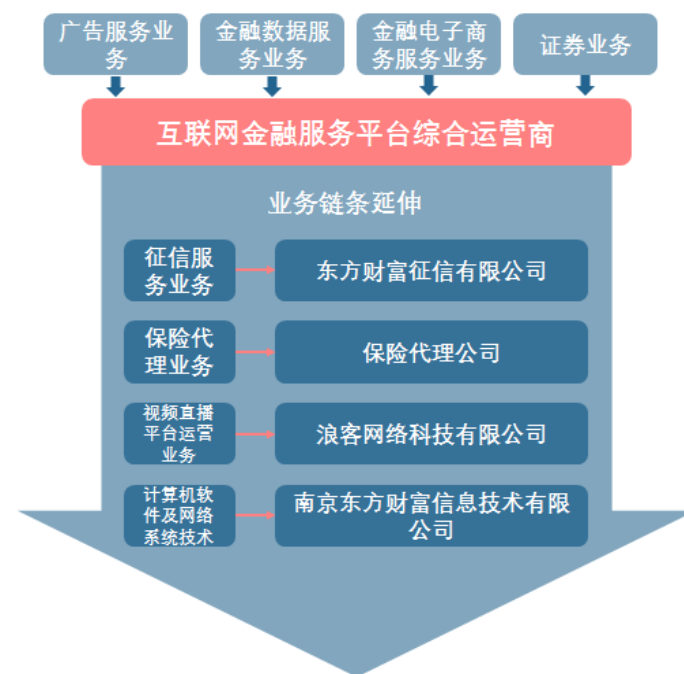 广告服务业
务
金融数据服
务业务
金融电子商
务服务业务
证券业务
互联网金融服务平台综合运营商
业务链条延伸
征信服
务业务
东方财富征信有限公司
保险代
理业务
保险代理公司
视频直播
平台运营
业务
浪客网络科技有限公司
计算机软
件及网络
系统技术
南京东方财富信息技术有限
公司